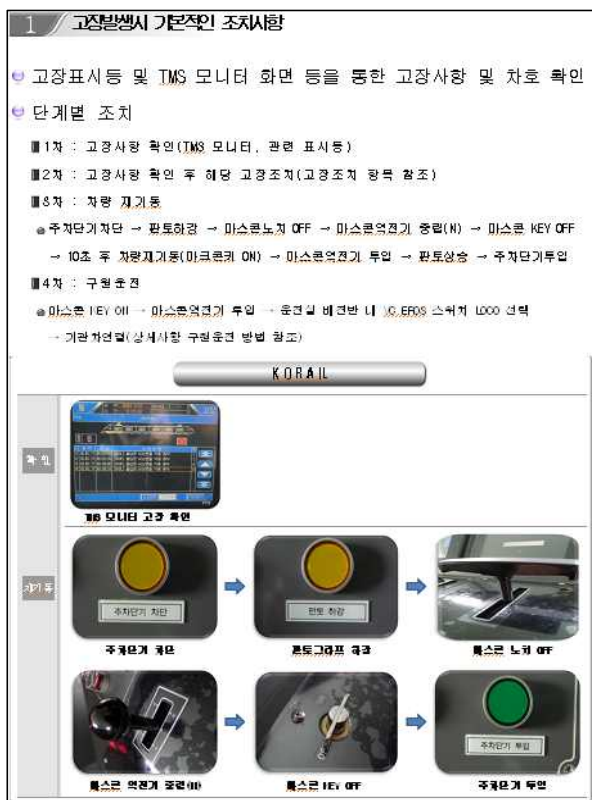 1 고장발생시 기본적인 조치사항
고장표시등 및 TMS 모니터 화면 등을 통한 고장사항 및 차호 확인
단계별 조치
1차 : 고장사항 확인(TMS 모니터, 관련 표시등)
2차 : 고장사항 확인 후 해당 고장조치(고장조치 항목 참조)
3차 : 차량 재기동
주차단기차단 → 판토하강 → 마스콘노치 OFF → 마스콘역전기 중립(N) → 마스콘 KEY OFF
→ 10초 후 차량재기동(마크콘키 ON) → 마스콘역전기 투입 → 판토상승 → 주차단기투입
4차 : 구원운전
마스콘 KEY ON → 마스콘역전기 투입 → 운전실 배전반 내 스위치 LOCO 선택
→ 기관차연결(상세사항 구원운전 방법 참조)
KORAIL
확인
TMS 모니터 고장 확인
재기동
주차단기 차단
판토 하강
주차단기 차단
판토그라프 하강
마스콘 노치 OFF
주차단기 투입
마스콘 역전기 중립(N)
마스콘 KEY OFF
주차단기 투입